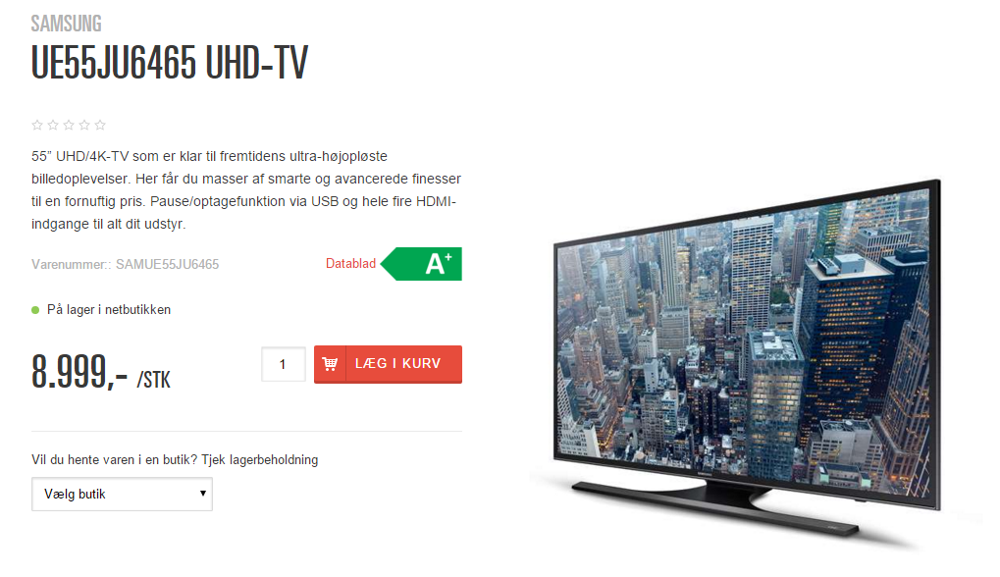 SAMSUNG
UE55JU6465 UHD-TV
55” UHD/4K-TV som er klar til fremtidens ultra-højopløste
billedoplevelser. Her får du masser af smarte og avancerede finesser
til en fornuftig pris. Pause/optagefunktion via USB og hele fire HDMI-
indgange til alt dit udstyr.
Varenummer:: SAMUE55JU6465
Datablad
A+
På lager i netbutikken
8.999,- /STK
1
LÆG I KURV
Vil du hente varen i en butik? Tjek lagerbeholdning
Vælg butik
SAMSUNG